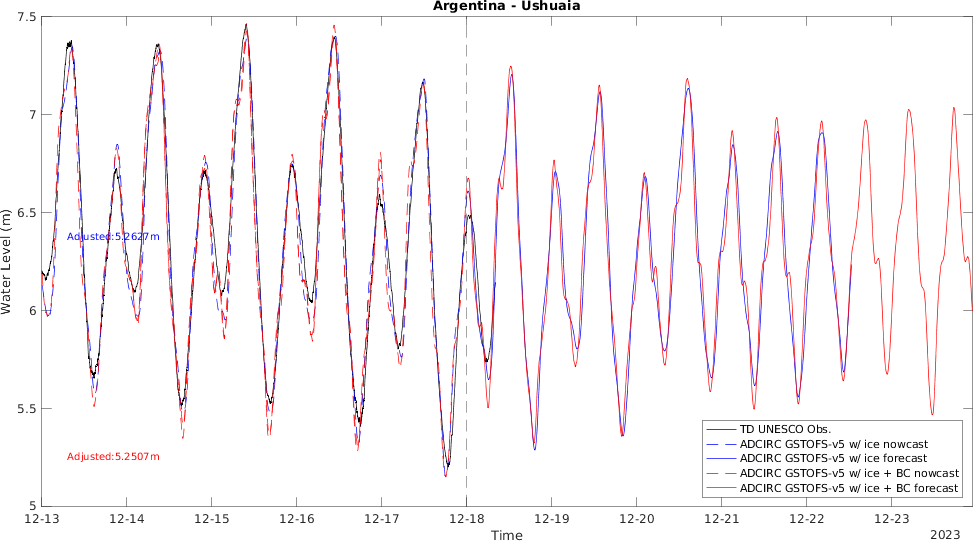 Argentina - Ushuaia
7.5
7
6.5
6
5.5
5
Water Level (m)
Adjusted:5.2627m
Adjusted:5.2507m
TD UNESCO Obs.
ADCIRC GSTOFS-v5 w/ ice nowcast
ADCIRC GSTOFS-v5 w/ ice forecast
ADCIRC GSTOFS-v5 w/ ice + BC nowcast
ADCIRC GSTOFS-v5 w/ ice + BC forecast
12-13 12-14 12-15 12-16 12-17 12-18 12-19 12-20 12-21 12-22 12-23
Time
2023